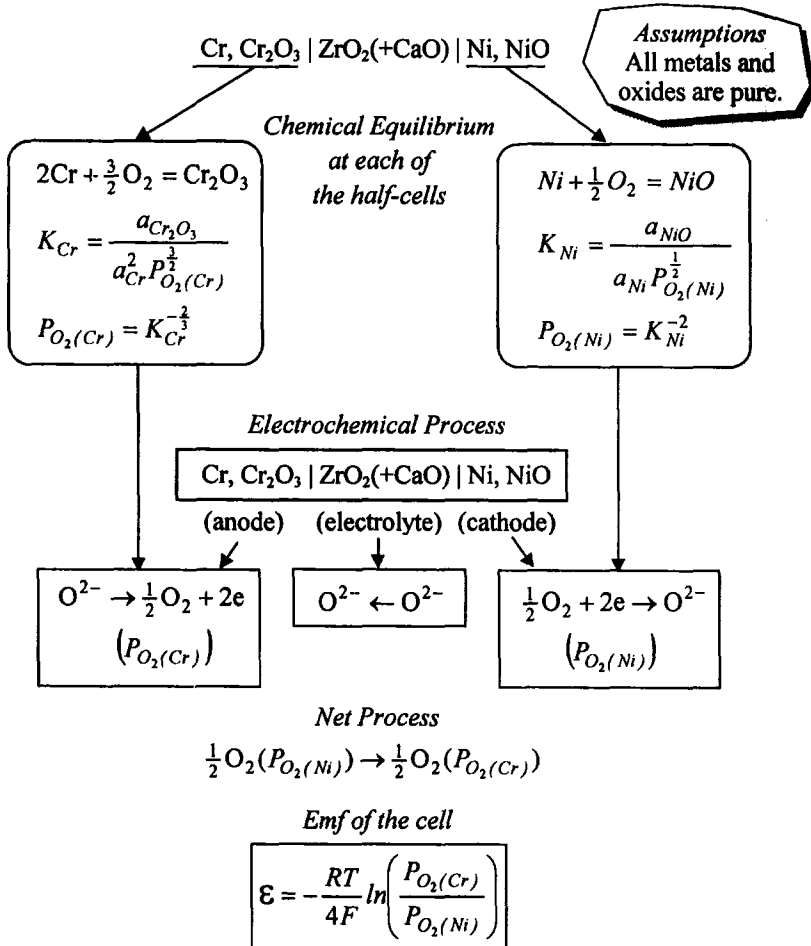 Cr, Cr₂O₃ | ZrO₂(+CaO) | Ni, NiO
Assumptions
All metals and
oxides are pure.
Chemical Equilibrium
at each of
the half-cells
2Cr + 3/2 O₂ = Cr₂O₃
K_Cr = a_Cr₂O₃ / (a²_Cr P^(3/2)_O₂(Cr))
P_O₂(Cr) = K_Cr^(-2/3)
Ni + 1/2 O₂ = NiO
K_Ni = a_NiO / (a_Ni P^(1/2)_O₂(Ni))
P_O₂(Ni) = K_Ni^(-2)
Electrochemical Process
Cr, Cr₂O₃ | ZrO₂(+CaO) | Ni, NiO
(anode) (electrolyte) (cathode)
O²⁻ → 1/2 O₂ + 2e
(P_O₂(Cr))
O²⁻ ← O²⁻
1/2 O₂ + 2e → O²⁻
(P_O₂(Ni))
Net Process
1/2 O₂(P_O₂(Ni)) → 1/2 O₂(P_O₂(Cr))
Emf of the cell
ε = -RT/4F ln(P_O₂(Cr) / P_O₂(Ni))